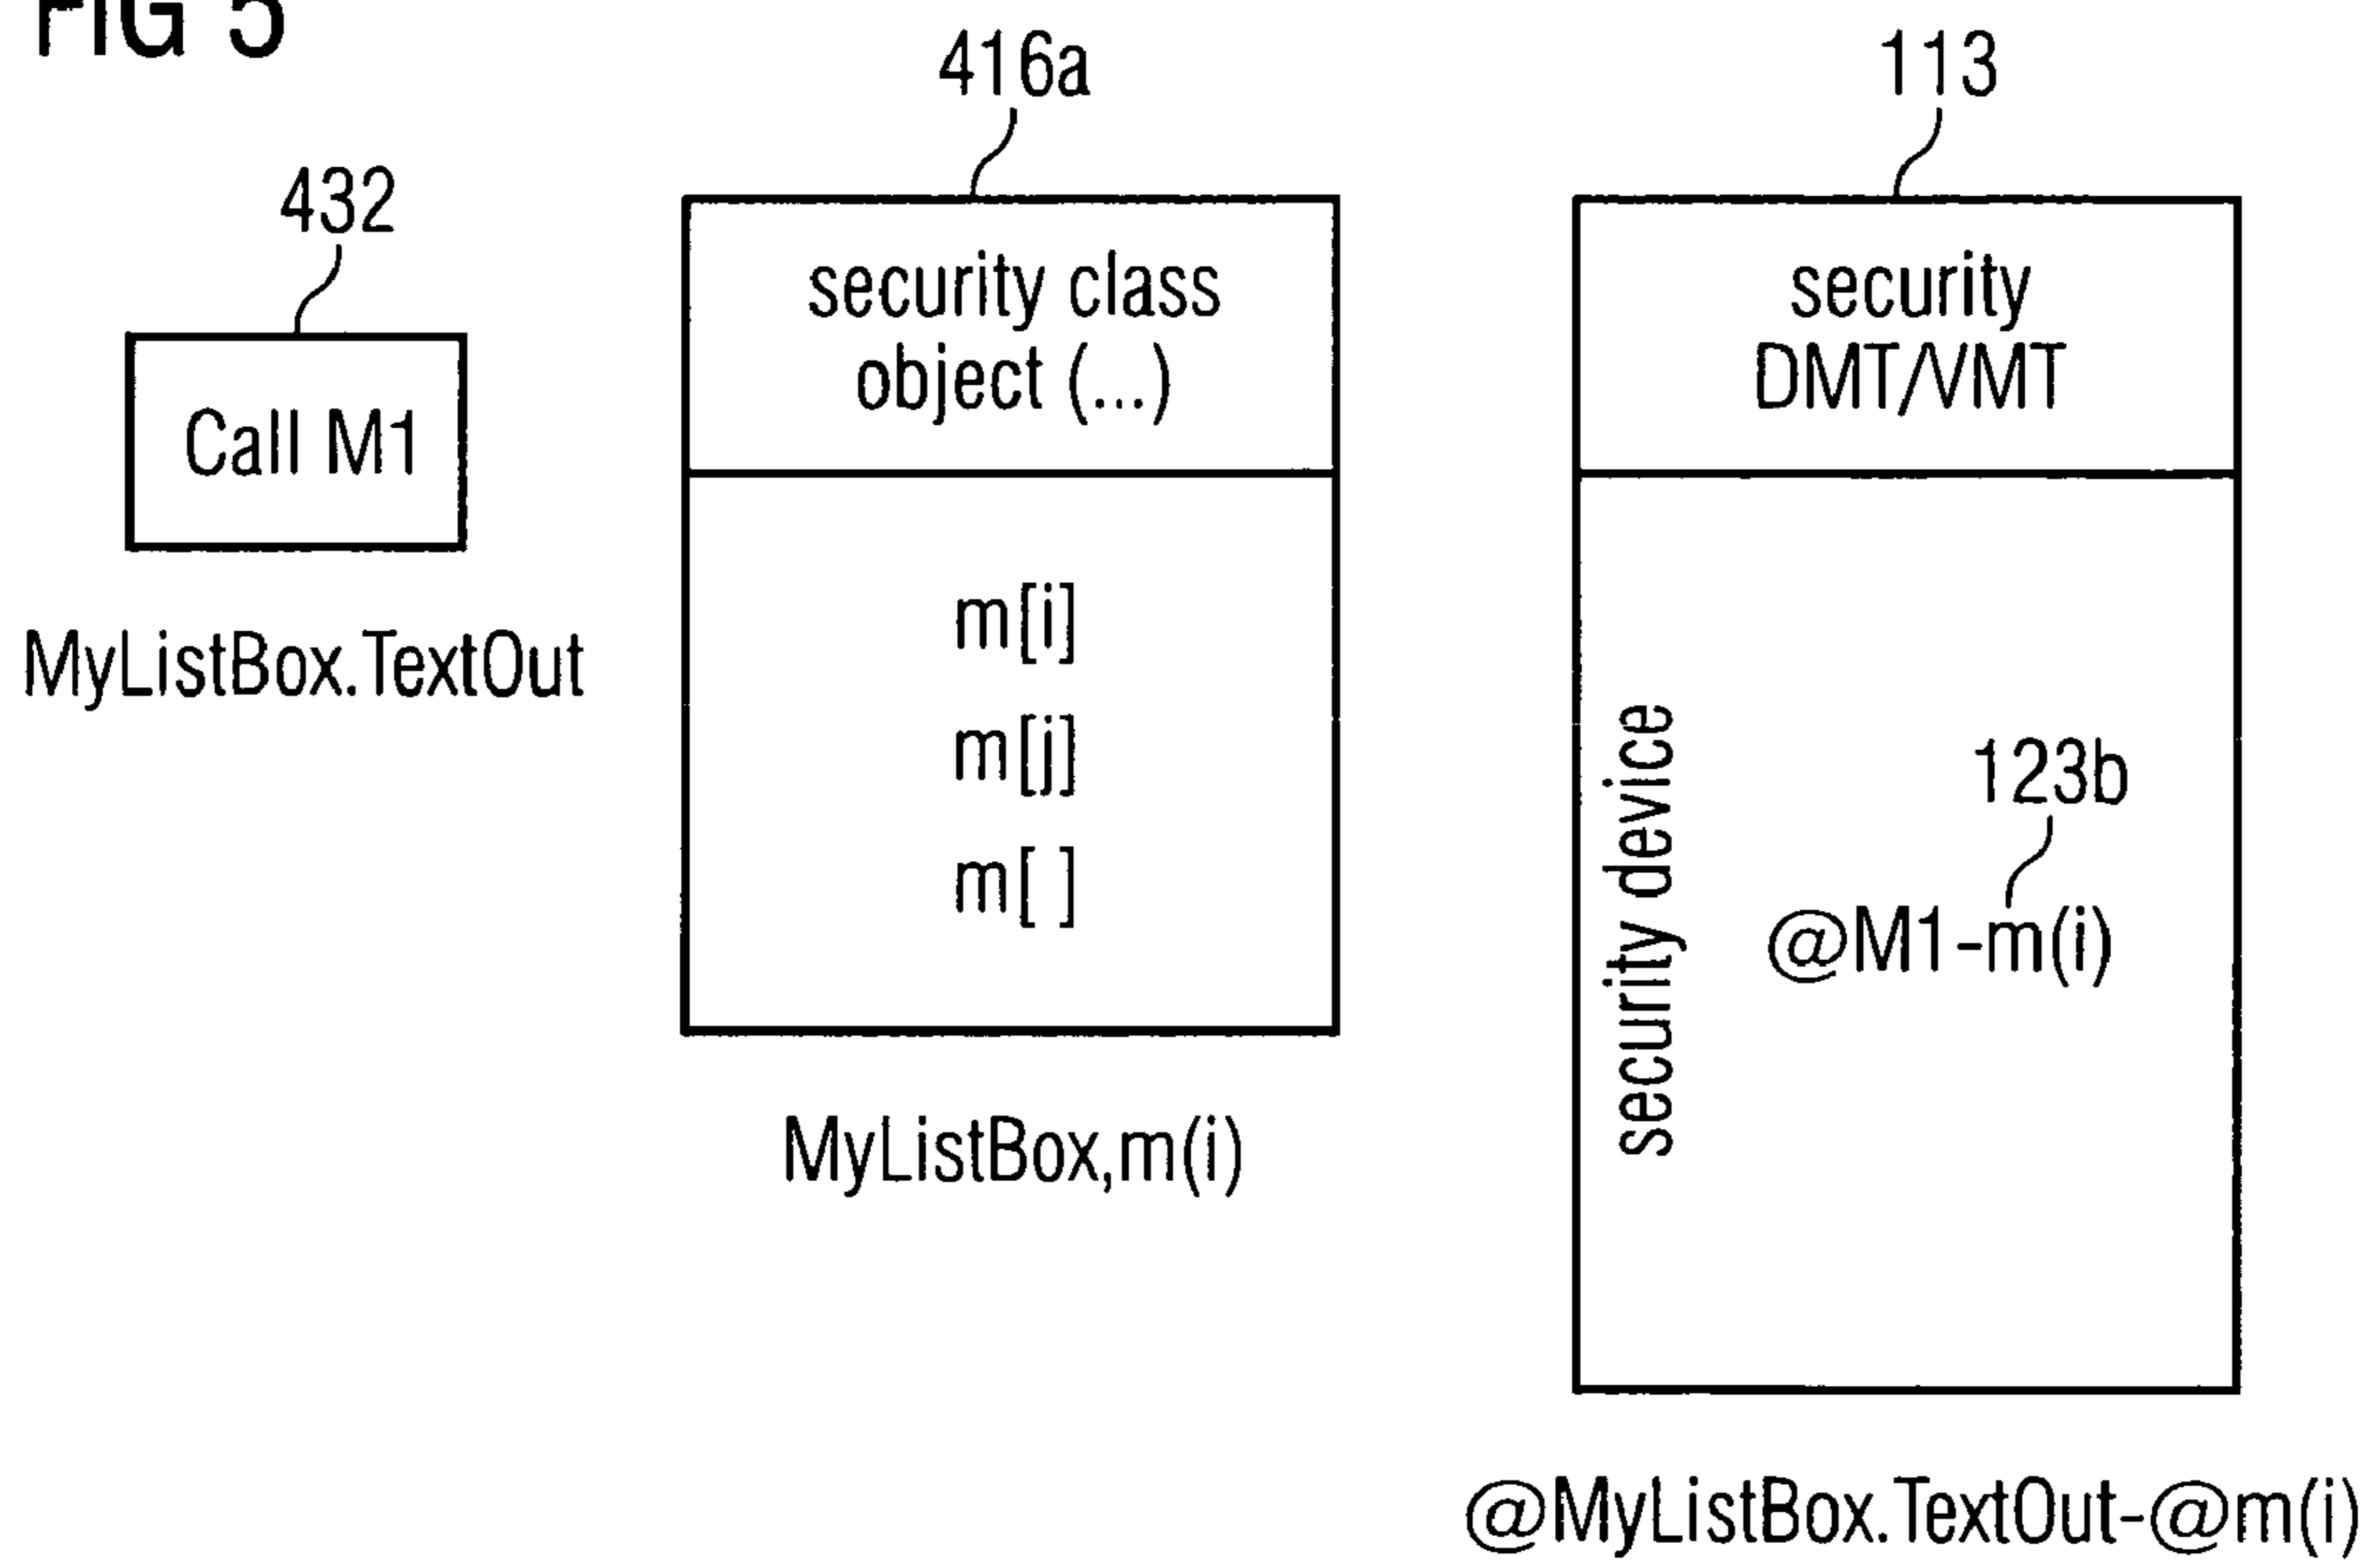 FIG 5
432
Call M1
MyListBox.TextOut
416a
security class
object (...)
m[i]
m[j]
m[ ]
MyListBox,m(i)
113
security
DMT/VMT
security device
123b
@M1-m(i)
@MyListBox.TextOut-@m(i)